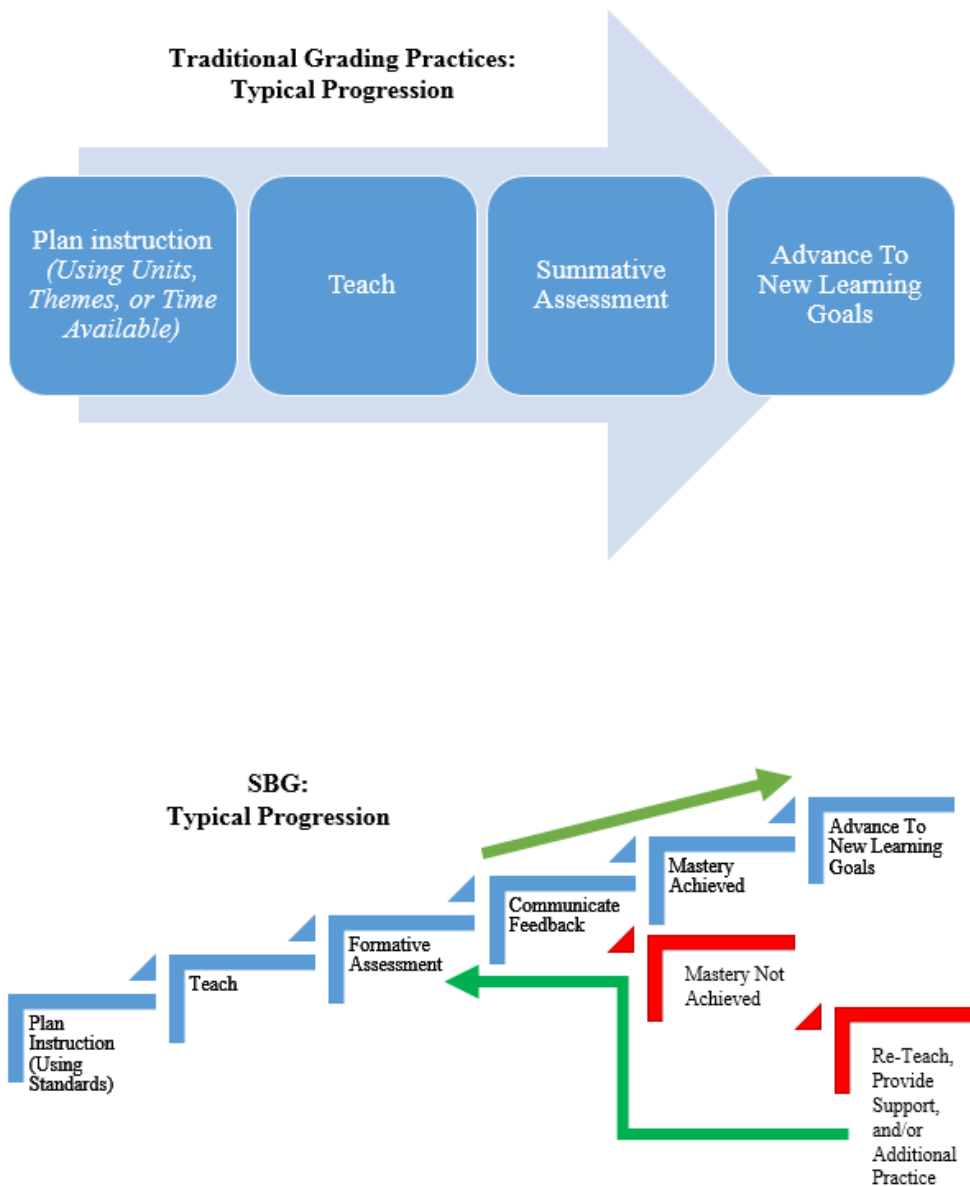 Traditional Grading Practices:
Typical Progression
Plan instruction
(Using Units,
Themes, or Time
Available)
Teach
Summative
Assessment
Advance To
New Learning
Goals
SBG:
Typical Progression
Plan
Instruction
(Using
Standards)
Teach
Formative
Assessment
Communicate
Feedback
Mastery
Achieved
Advance To
New Learning
Goals
Mastery Not
Achieved
Re-Teach,
Provide
Support,
and/or
Additional
Practice